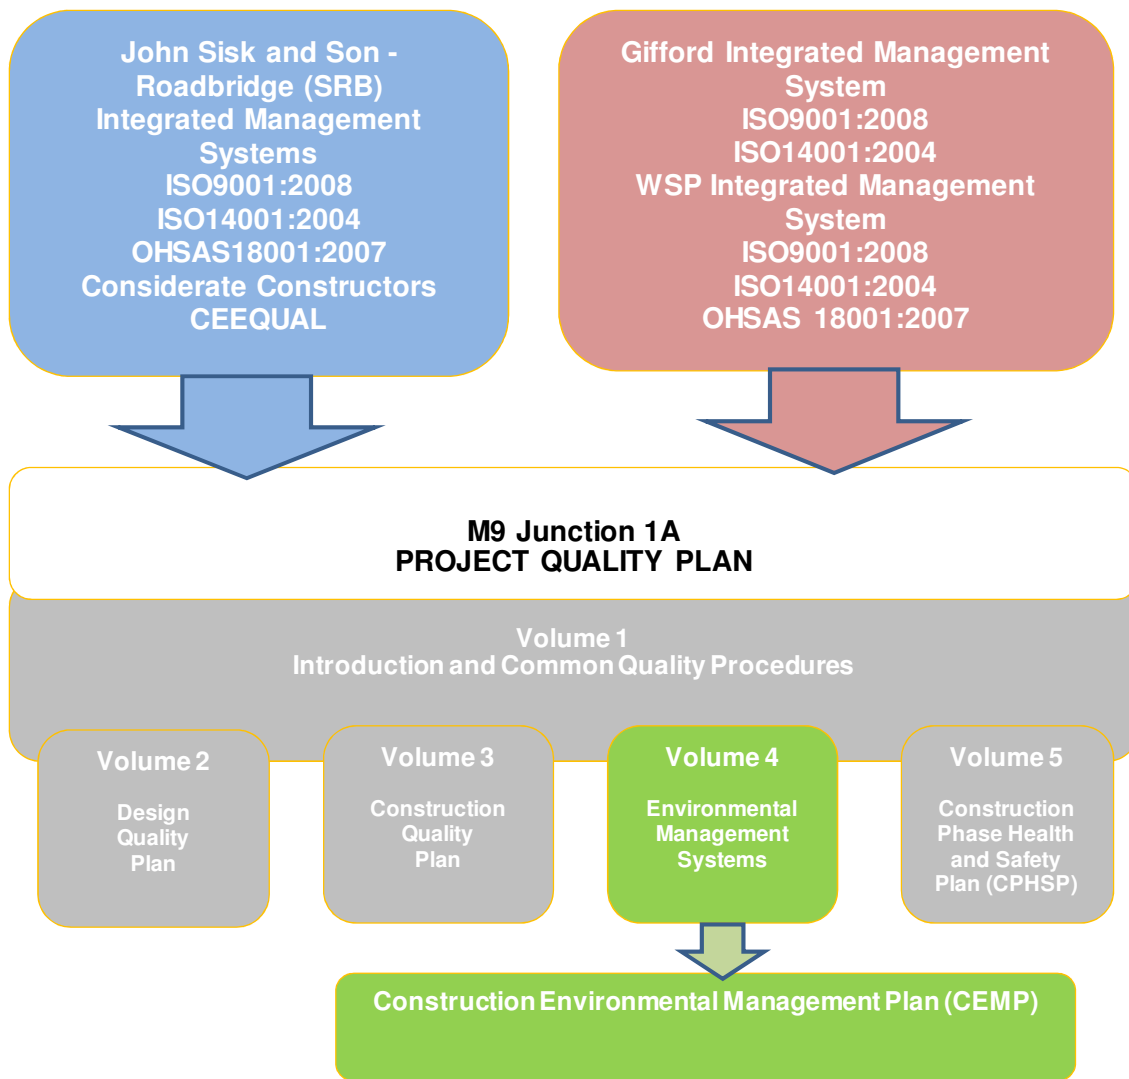 John Sisk and Son -
Roadbridge (SRB)
Integrated Management
Systems
ISO9001:2008
ISO14001:2004
OHSAS18001:2007
Considerate Constructors
CEEQUAL
Gifford Integrated Management
System
ISO9001:2008
ISO14001:2004
WSP Integrated Management
System
ISO9001:2008
ISO14001:2004
OHSAS 18001:2007
M9 Junction 1A
PROJECT QUALITY PLAN
Volume 1
Introduction and Common Quality Procedures
Volume 2
Design
Quality
Plan
Volume 3
Construction
Quality
Plan
Volume 4
Environmental
Management
Systems
Volume 5
Construction
Phase Health
and Safety
Plan (CPHSP)
Construction Environmental Management Plan (CEMP)